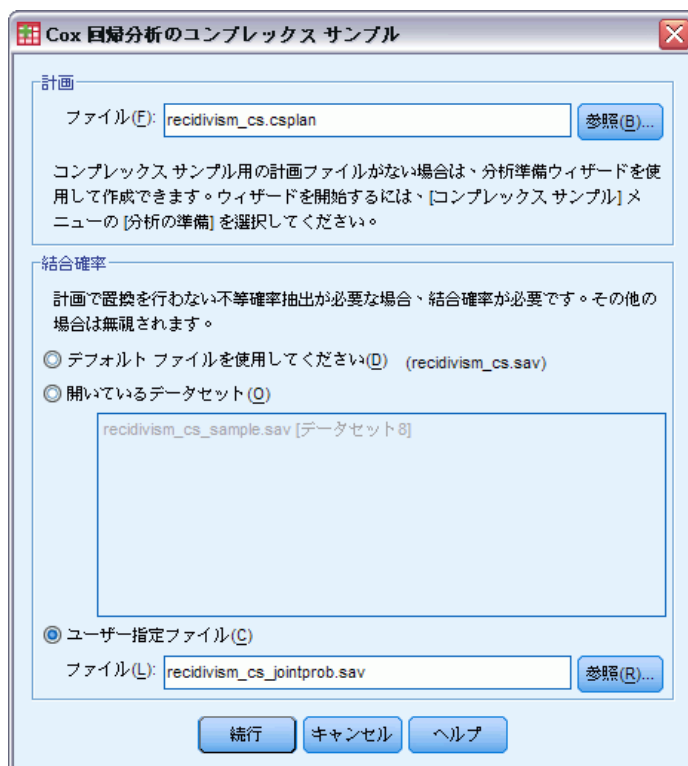 Cox 回帰分析のコンプレックス サンプル
計画
ファイル(F): recidivism_cs.csplan 参照(B)...
コンプレックス サンプル用の計画ファイルがない場合は、分析準備ウィザードを使
用して作成できます。ウィザードを開始するには、[コンプレックス サンプル] メ
ニューの [分析の準備] を選択してください。
結合確率
計画で置換を行わない不等確率抽出が必要な場合、結合確率が必要です。その他の
場合は無視されます。
デフォルト ファイルを使用してください(D) (recidivism_cs.sav)
開いているデータセット(O)
recidivism_cs_sample.sav [データセット8]
ユーザー指定ファイル(C)
ファイル(L): recidivism_cs_jointprob.sav 参照(R)...
続行 キャンセル ヘルプ